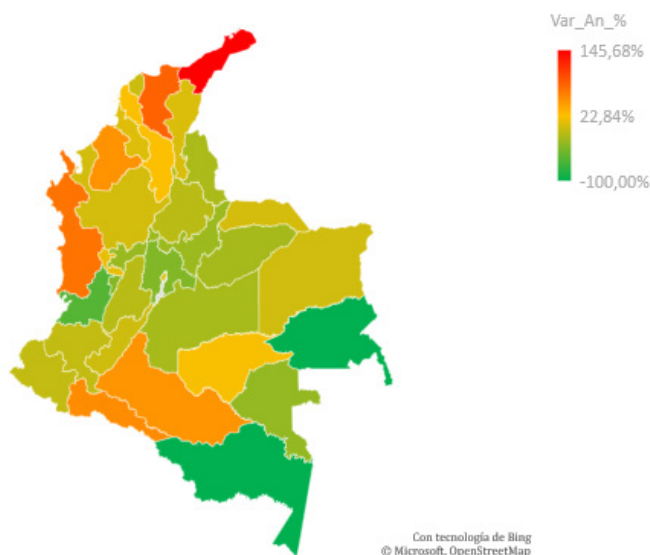 Var_An_%
145,68%
22,84%
-100,00%
Con tecnología de Bing
© Microsoft, OpenStreetMap